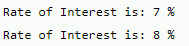 Rate of Interest is: 7 %
Rate of Interest is: 8 %